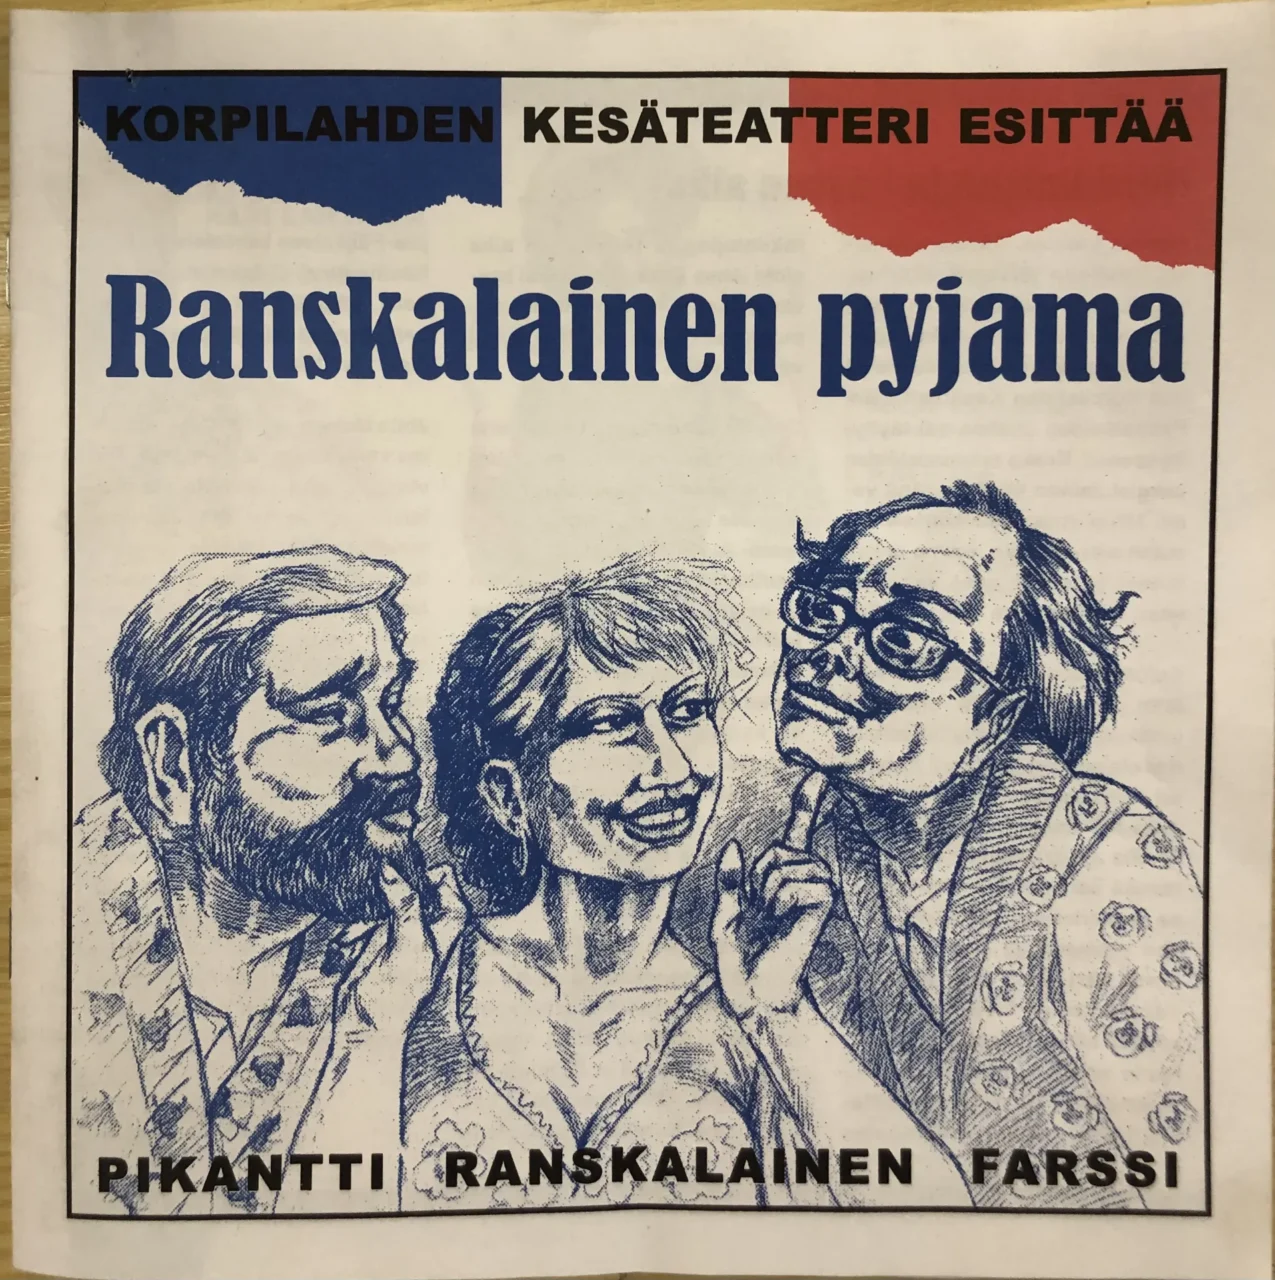 KORPILAHDEN KESÄTEATTERI ESITTÄÄ
Ranskalainen pyjama
PIKANTTI RANSKALAINEN FARSSI